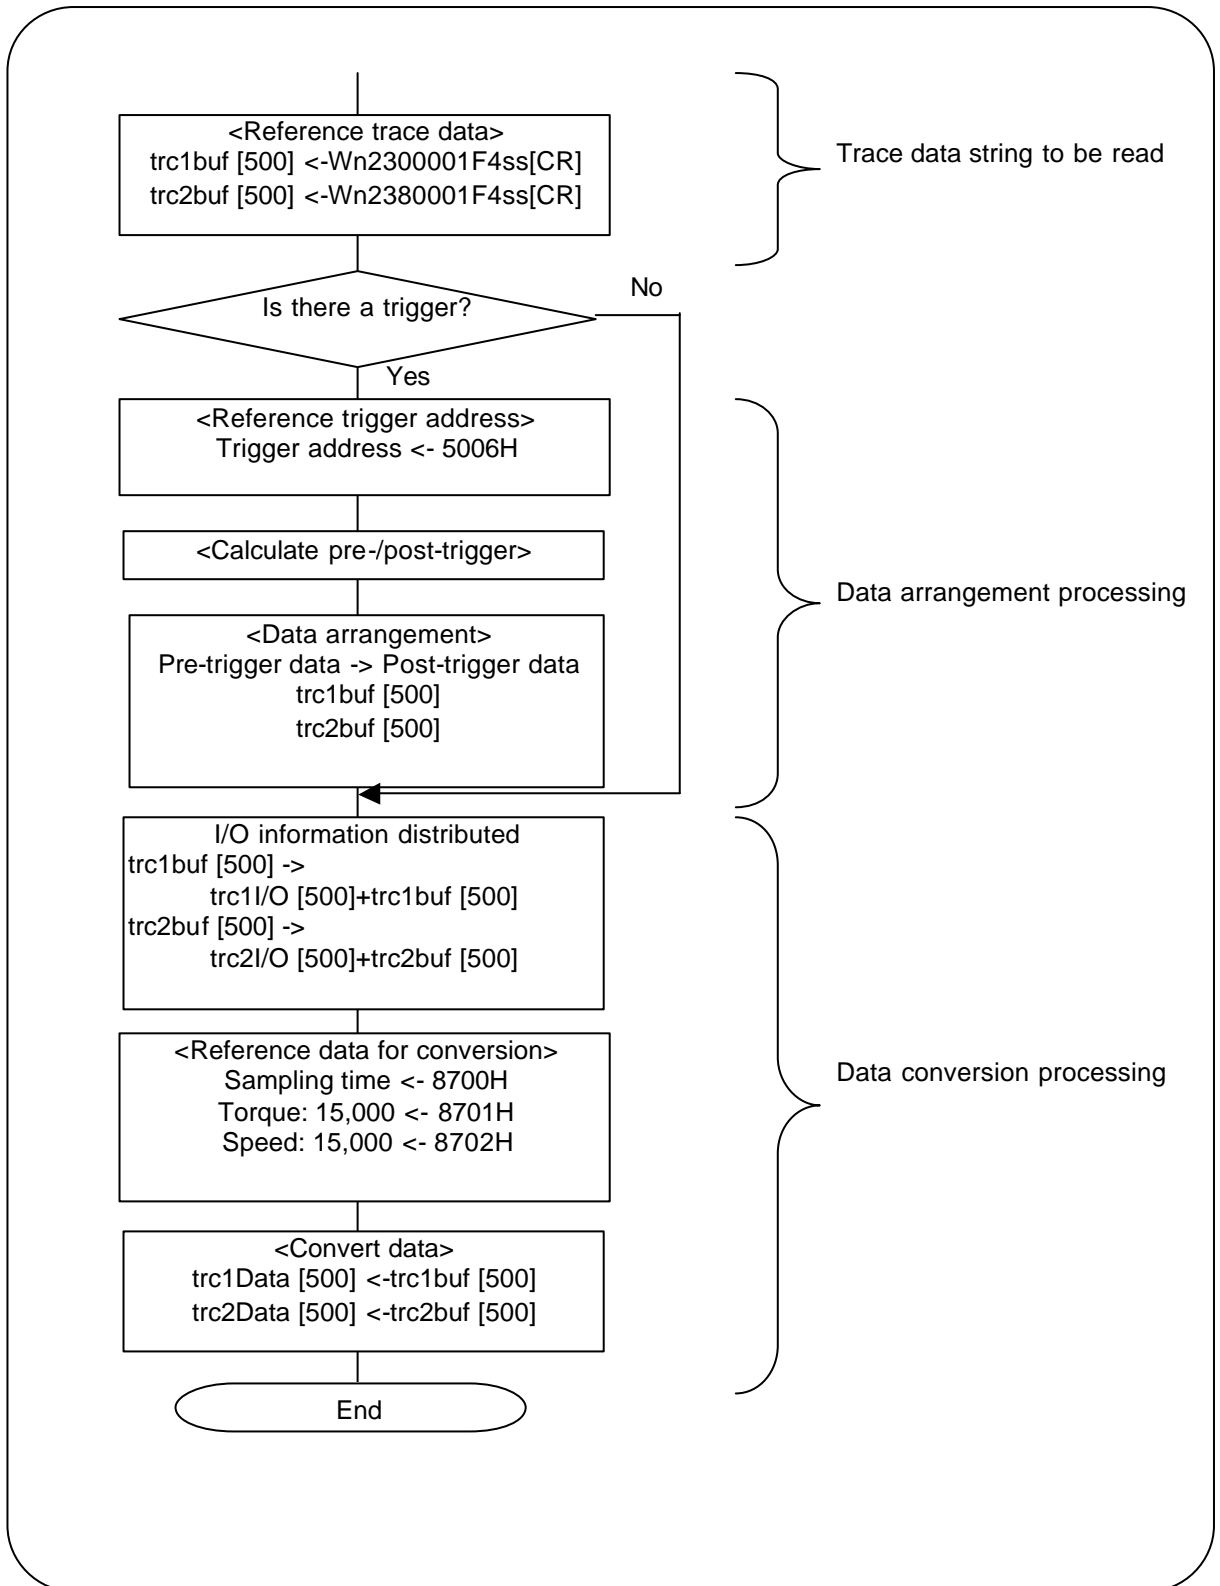 <Reference trace data>
trc1buf [500] <-Wn2300001F4ss[CR]
trc2buf [500] <-Wn2380001F4ss[CR]
Trace data string to be read
Is there a trigger?
No
Yes
<Reference trigger address>
Trigger address <- 5006H
<Calculate pre-/post-trigger>
Data arrangement processing
<Data arrangement>
Pre-trigger data -> Post-trigger data
trc1buf [500]
trc2buf [500]
I/O information distributed
trc1buf [500] ->
trc1I/O [500]+trc1buf [500]
trc2buf [500] ->
trc2I/O [500]+trc2buf [500]
<Reference data for conversion>
Sampling time <- 8700H
Torque: 15,000 <- 8701H
Speed: 15,000 <- 8702H
Data conversion processing
<Convert data>
trc1Data [500] <-trc1buf [500]
trc2Data [500] <-trc2buf [500]
End